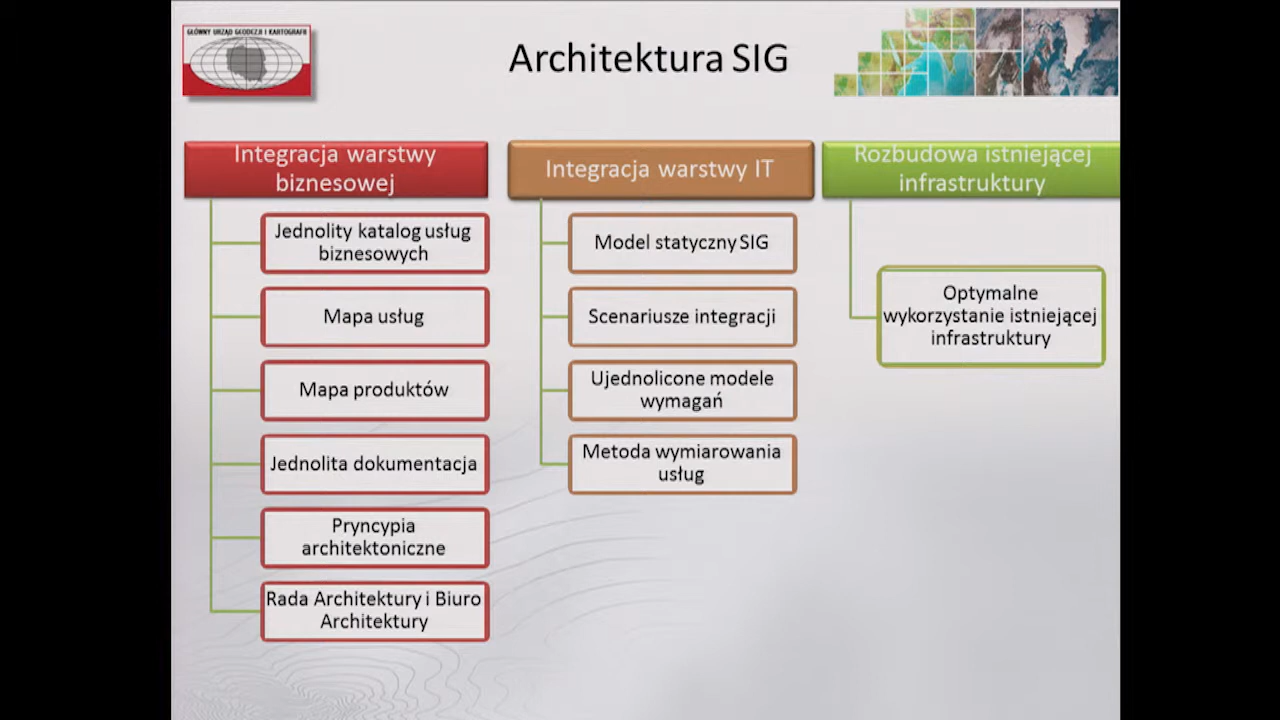 GŁÓWNY URZĄD GEODEZJI I KARTOGRAFII
Architektura SIG
Integracja warstwy
biznesowej
Jednolity katalog usług
biznesowych
Mapa usług
Mapa produktów
Jednolita dokumentacja
Pryncypia
architektoniczne
Rada Architektury i Biuro
Architektury
Integracja warstwy IT
Model statyczny SIG
Scenariusze integracji
Ujednolicone modele
wymagań
Metoda wymiarowania
usług
Rozbudowa istniejącej
infrastruktury
Optymalne
wykorzystanie istniejącej
infrastruktury